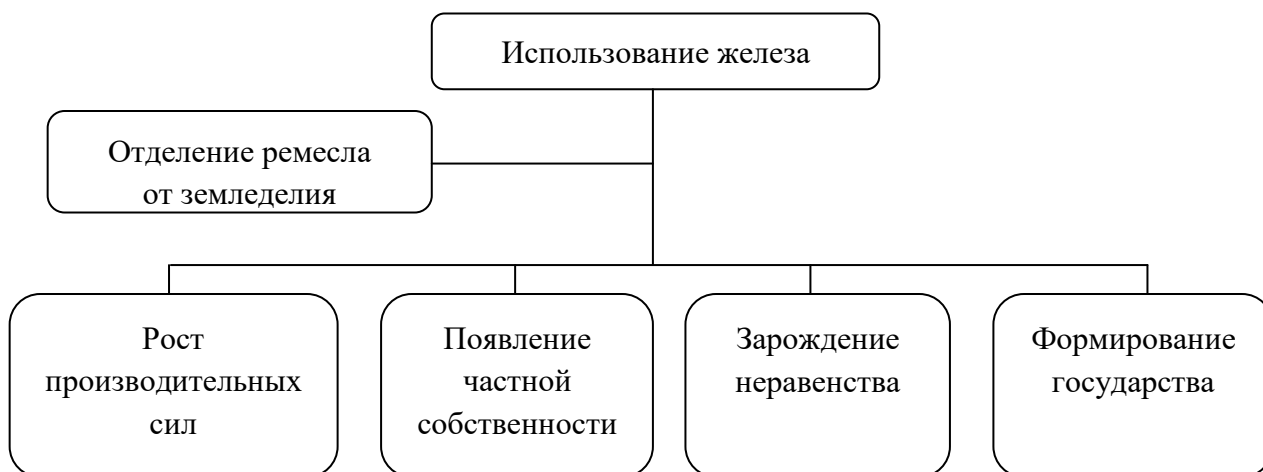 Использование железа
Отделение ремесла
от земледелия
Рост
производительных
сил
Появление
частной
собственности
Зарождение
неравенства
Формирование
государства